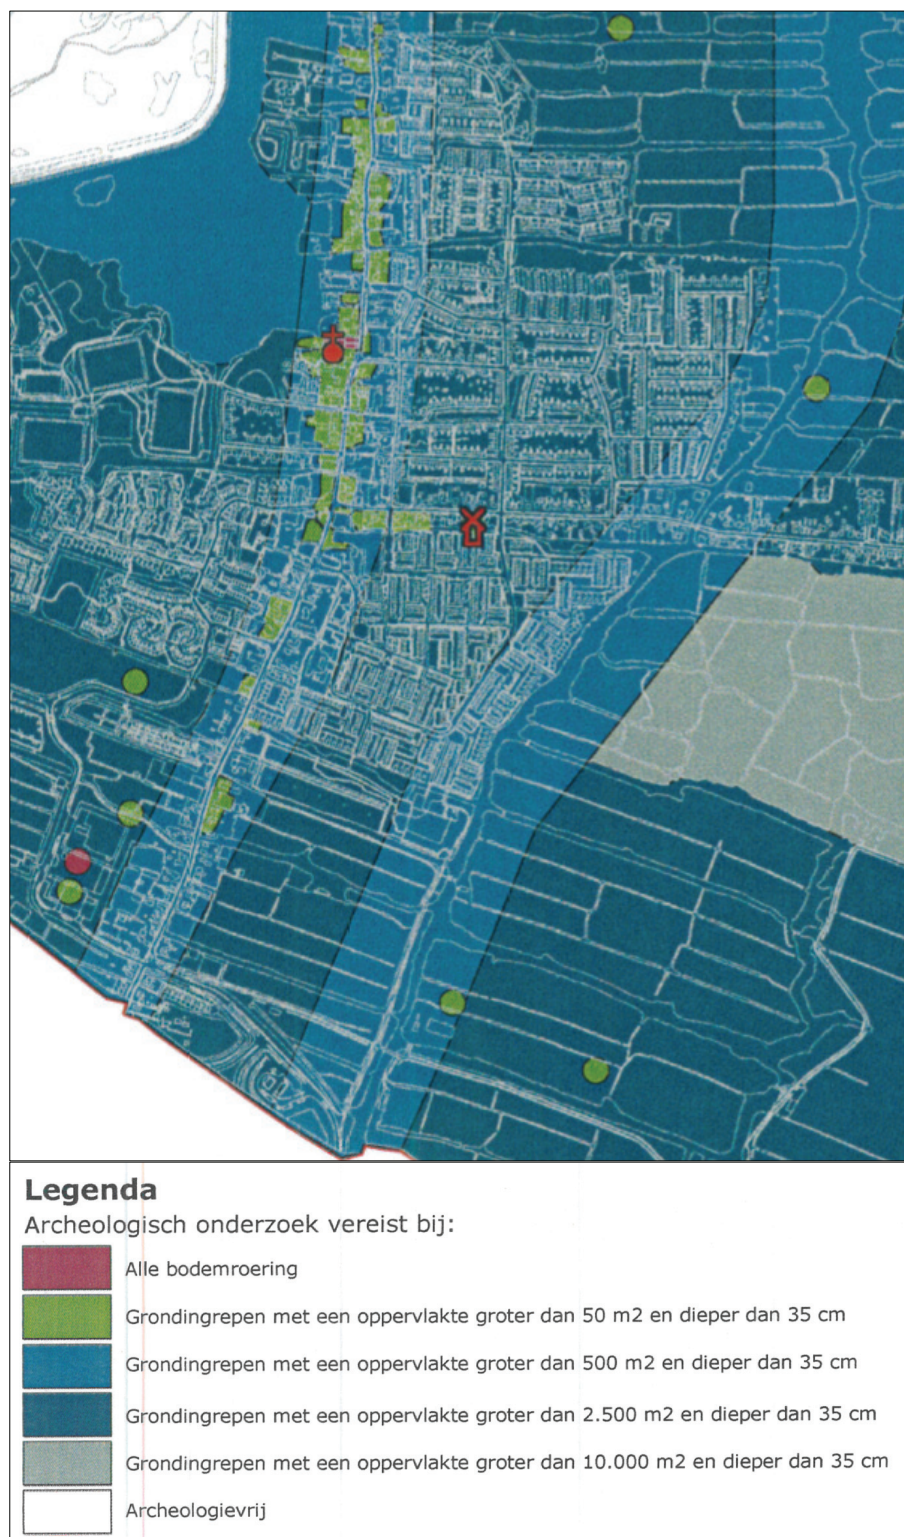 Legenda
Archeologisch onderzoek vereist bij:
Alle bodemroering
Grondingrepen met een oppervlakte groter dan 50 m2 en dieper dan 35 cm
Grondingrepen met een oppervlakte groter dan 500 m2 en dieper dan 35 cm
Grondingrepen met een oppervlakte groter dan 2.500 m2 en dieper dan 35 cm
Grondingrepen met een oppervlakte groter dan 10.000 m2 en dieper dan 35 cm
Archeologievrij